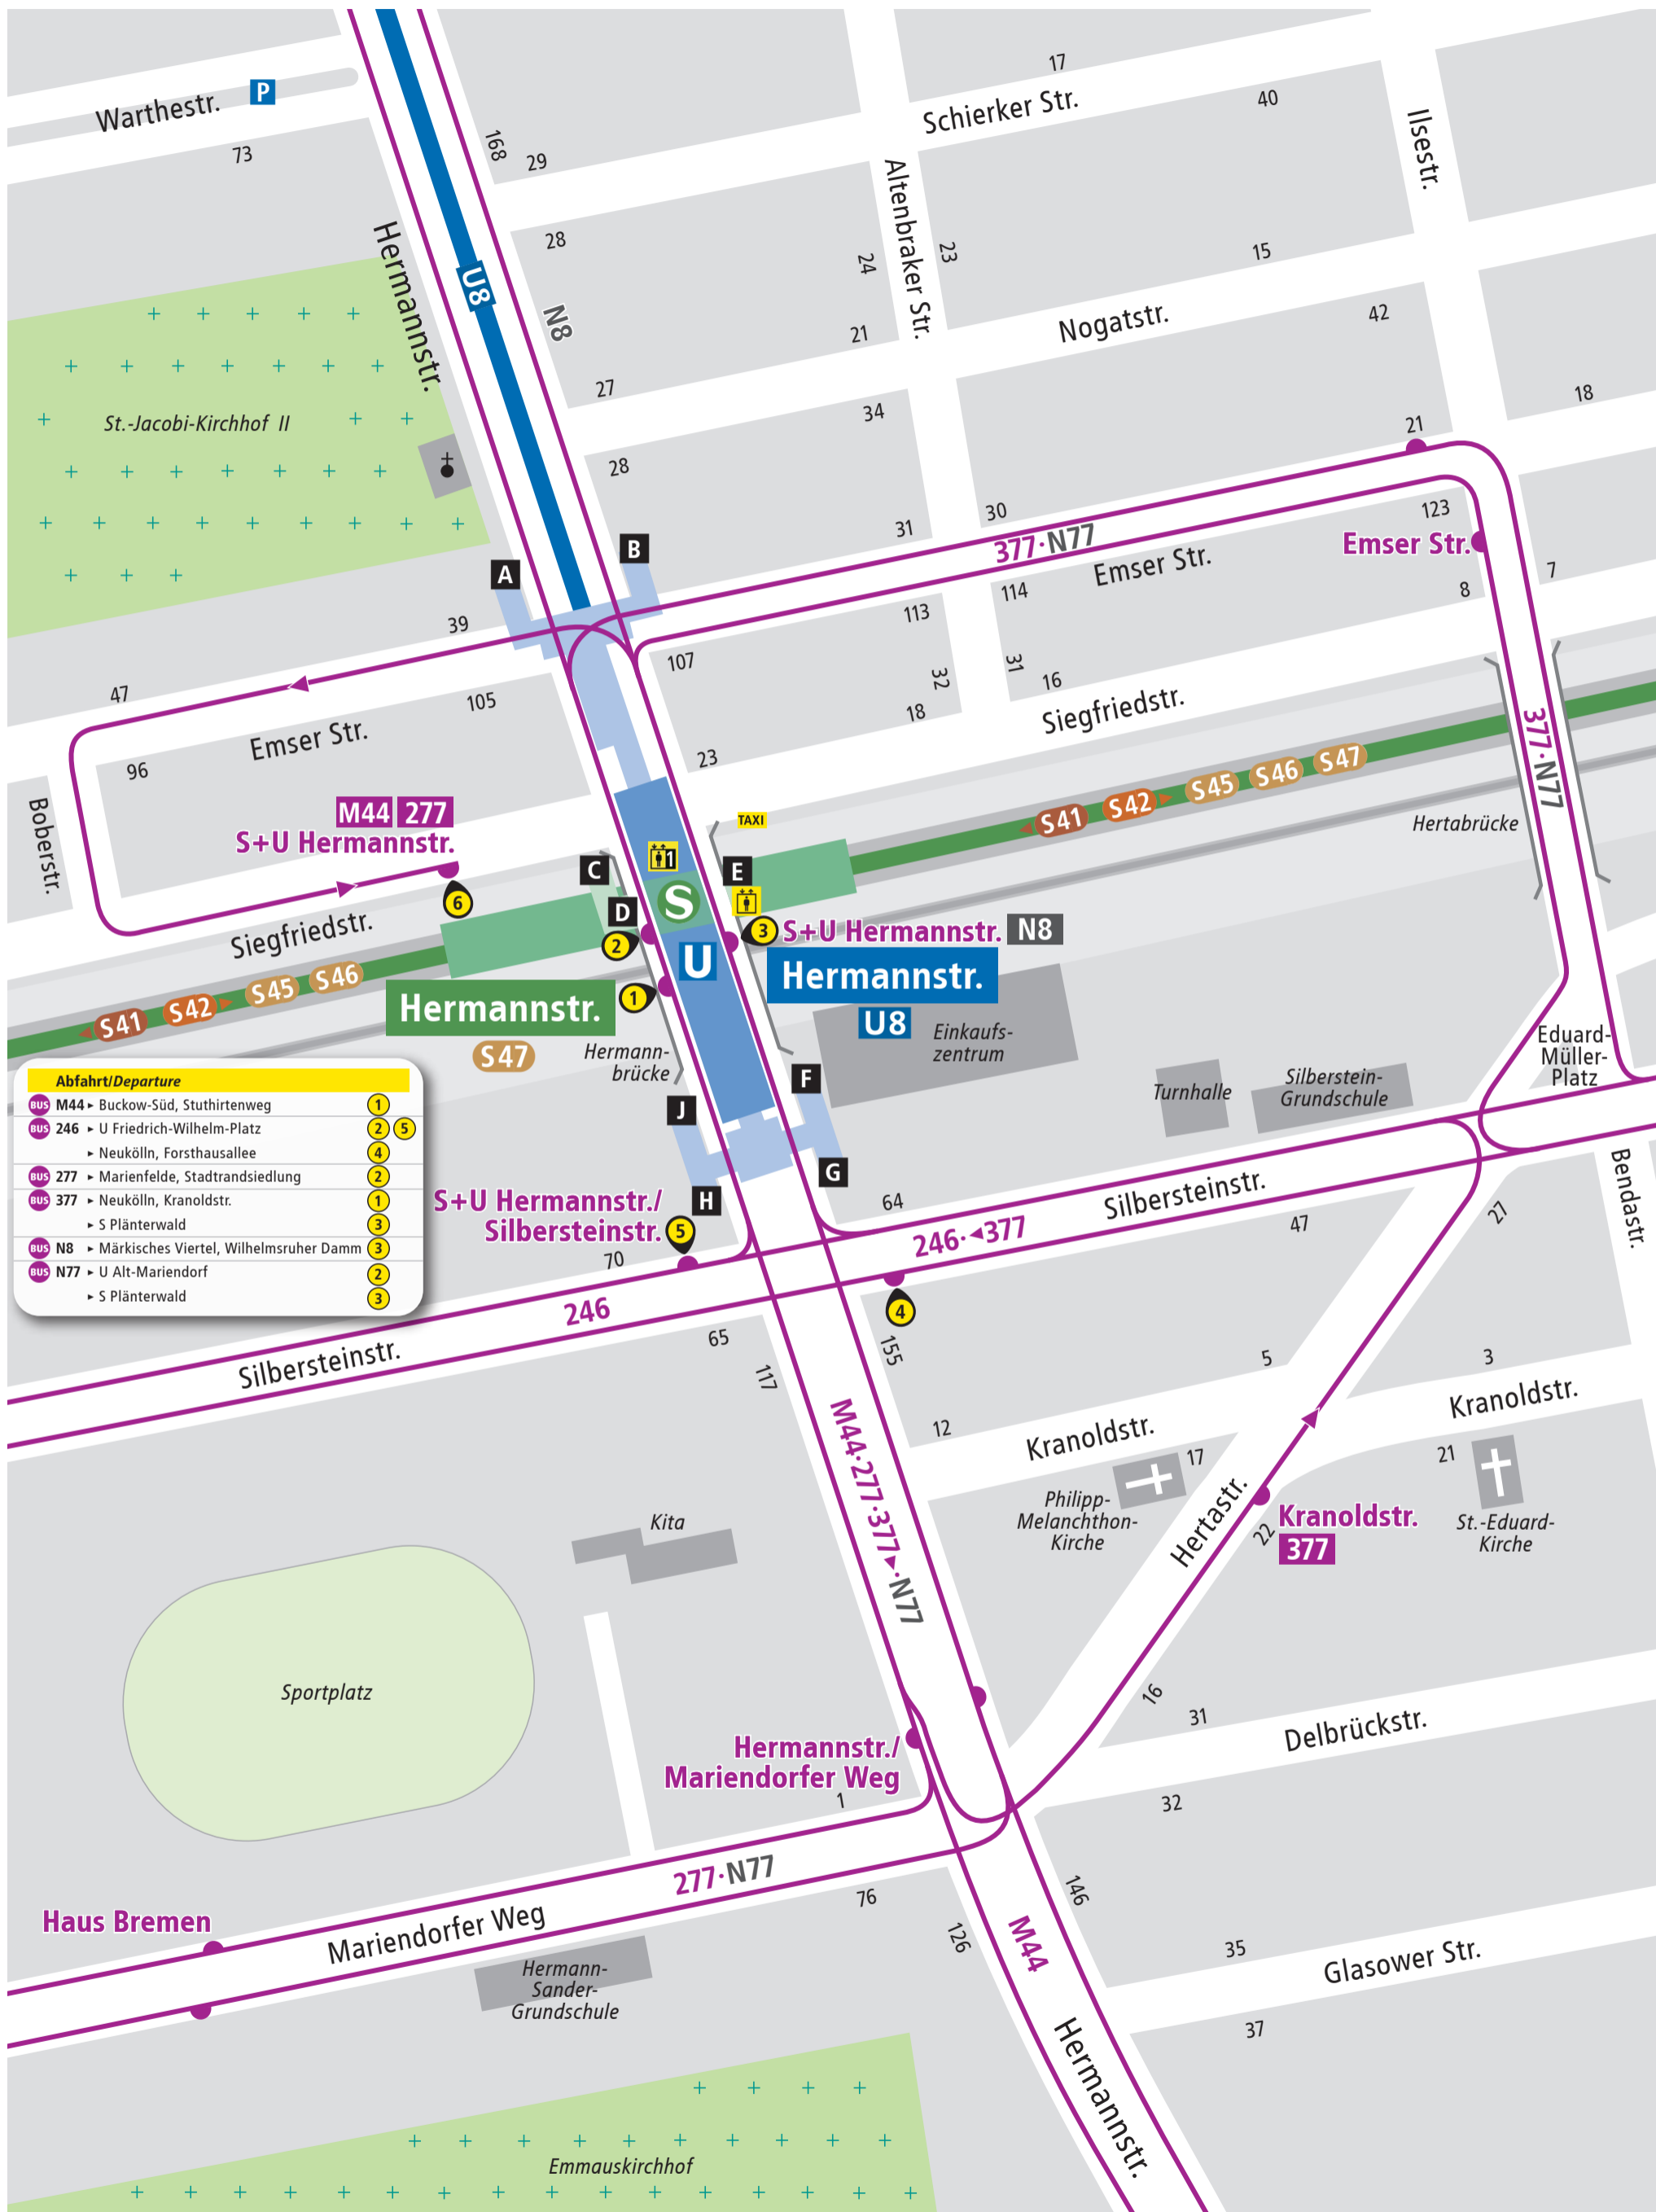 17
Schierker Str.
40
Warthestr.
P
73
168
29
Ilsestr.
Altenbraker Str.
Hermannstr.
28
24
23
15
U8
N8
21
Nogatstr.
42
27
34
18
St.-Jacobi-Kirchhof II
28
21
31
30
123
377·N77
Emser Str.
Emser Str.
B
A
7
8
114
113
39
107
31
32
16
47
105
18
Siegfriedstr.
Emser Str.
23
96
377·N77
S41
S42
S45
S46
S47
Boberstr.
M44 277
S+U Hermannstr.
TAXI
Hertabrücke
1
C
E
6
S
D
2
3
S+U Hermannstr. N8
Siegfriedstr.
U
Hermannstr.
U8
S41
S42
S45
S46
Hermannstr.
1
S47
Hermann-
brücke
Einkaufs-
zentrum
Eduard-
Müller-
Platz
Turnhalle
Silberstein-
Grundschule
F
J
G
H
Abfahrt/Departure
BUS M44 ▸ Buckow-Süd, Stuthirtenweg 1
BUS 246 ▸ U Friedrich-Wilhelm-Platz 2 5
▸ Neukölln, Forsthausallee 4
BUS 277 ▸ Marienfelde, Stadtrandsiedlung 2
BUS 377 ▸ Neukölln, Kranoldstr. 1
▸ S Plänterwald 3
BUS N8 ▸ Märkisches Viertel, Wilhelmsruher Damm 3
BUS N77 ▸ U Alt-Mariendorf 2
▸ S Plänterwald 3
S+U Hermannstr./
Silbersteinstr.
5
70
64
Silbersteinstr.
246·◂377
47
27
Bendastr.
246
4
65
Silbersteinstr.
117
155
5
3
12
Kranoldstr.
Kranoldstr.
M44·277·377▸·N77
17
21
Philipp-
Melanchthon-
Kirche
Hertastr.
22
Kranoldstr.
377
St.-Eduard-
Kirche
Kita
Sportplatz
16
31
Delbrückstr.
Hermannstr./
Mariendorfer Weg
1
32
277·N77
76
146
Haus Bremen
Mariendorfer Weg
126
M44
35
Glasower Str.
Hermann-
Sander-
Grundschule
37
Hermannstr.
Emmauskirchhof